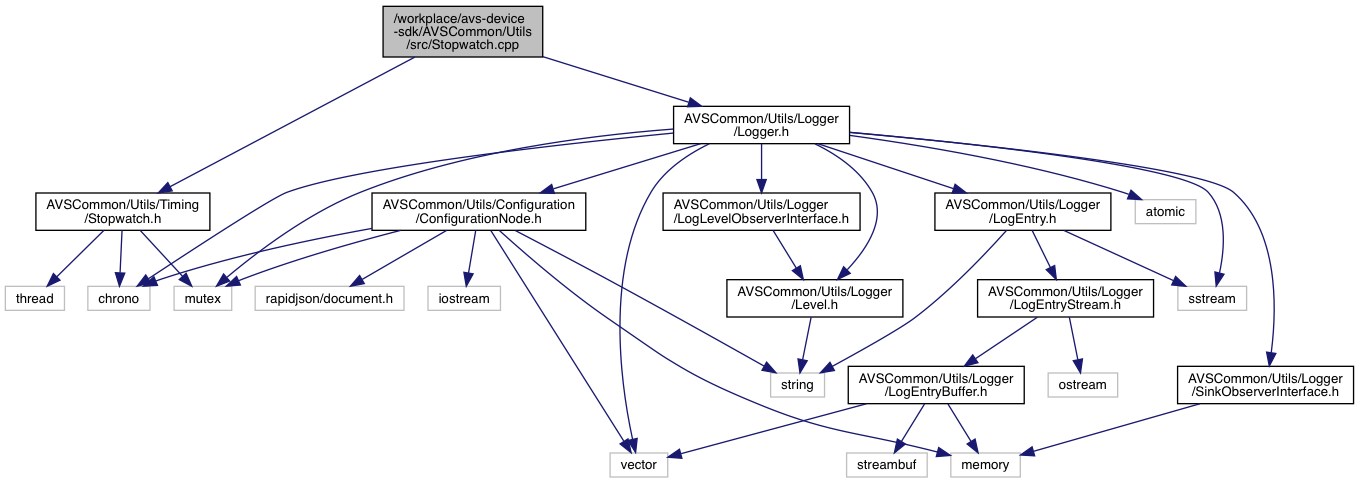 /workplace/avs-device
-sdk/AVSCommon/Utils
/src/Stopwatch.cpp
AVSCommon/Utils/Logger
/Logger.h
AVSCommon/Utils/Timing
/Stopwatch.h
AVSCommon/Utils/Configuration
/ConfigurationNode.h
AVSCommon/Utils/Logger
/LogLevelObserverInterface.h
AVSCommon/Utils/Logger
/LogEntry.h
atomic
thread
chrono
mutex
rapidjson/document.h
iostream
AVSCommon/Utils/Logger
/Level.h
AVSCommon/Utils/Logger
/LogEntryStream.h
sstream
string
AVSCommon/Utils/Logger
/LogEntryBuffer.h
ostream
AVSCommon/Utils/Logger
/SinkObserverInterface.h
vector
streambuf
memory